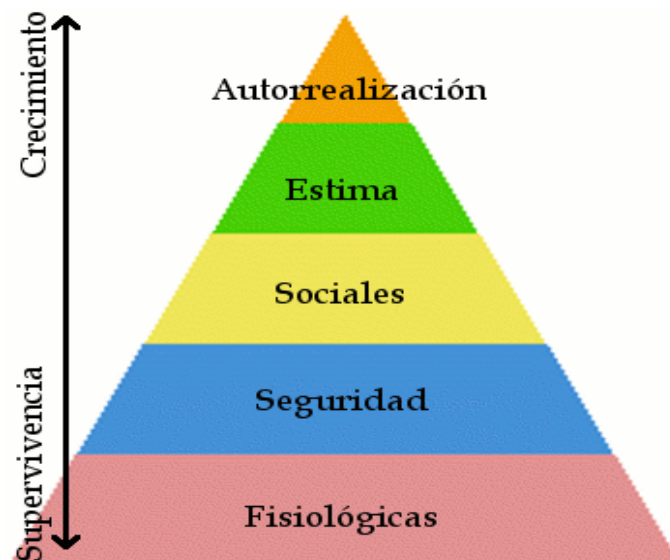 Crecimiento
Autorrealización
Estima
Sociales
Seguridad
Supervivencia
Fisiológicas